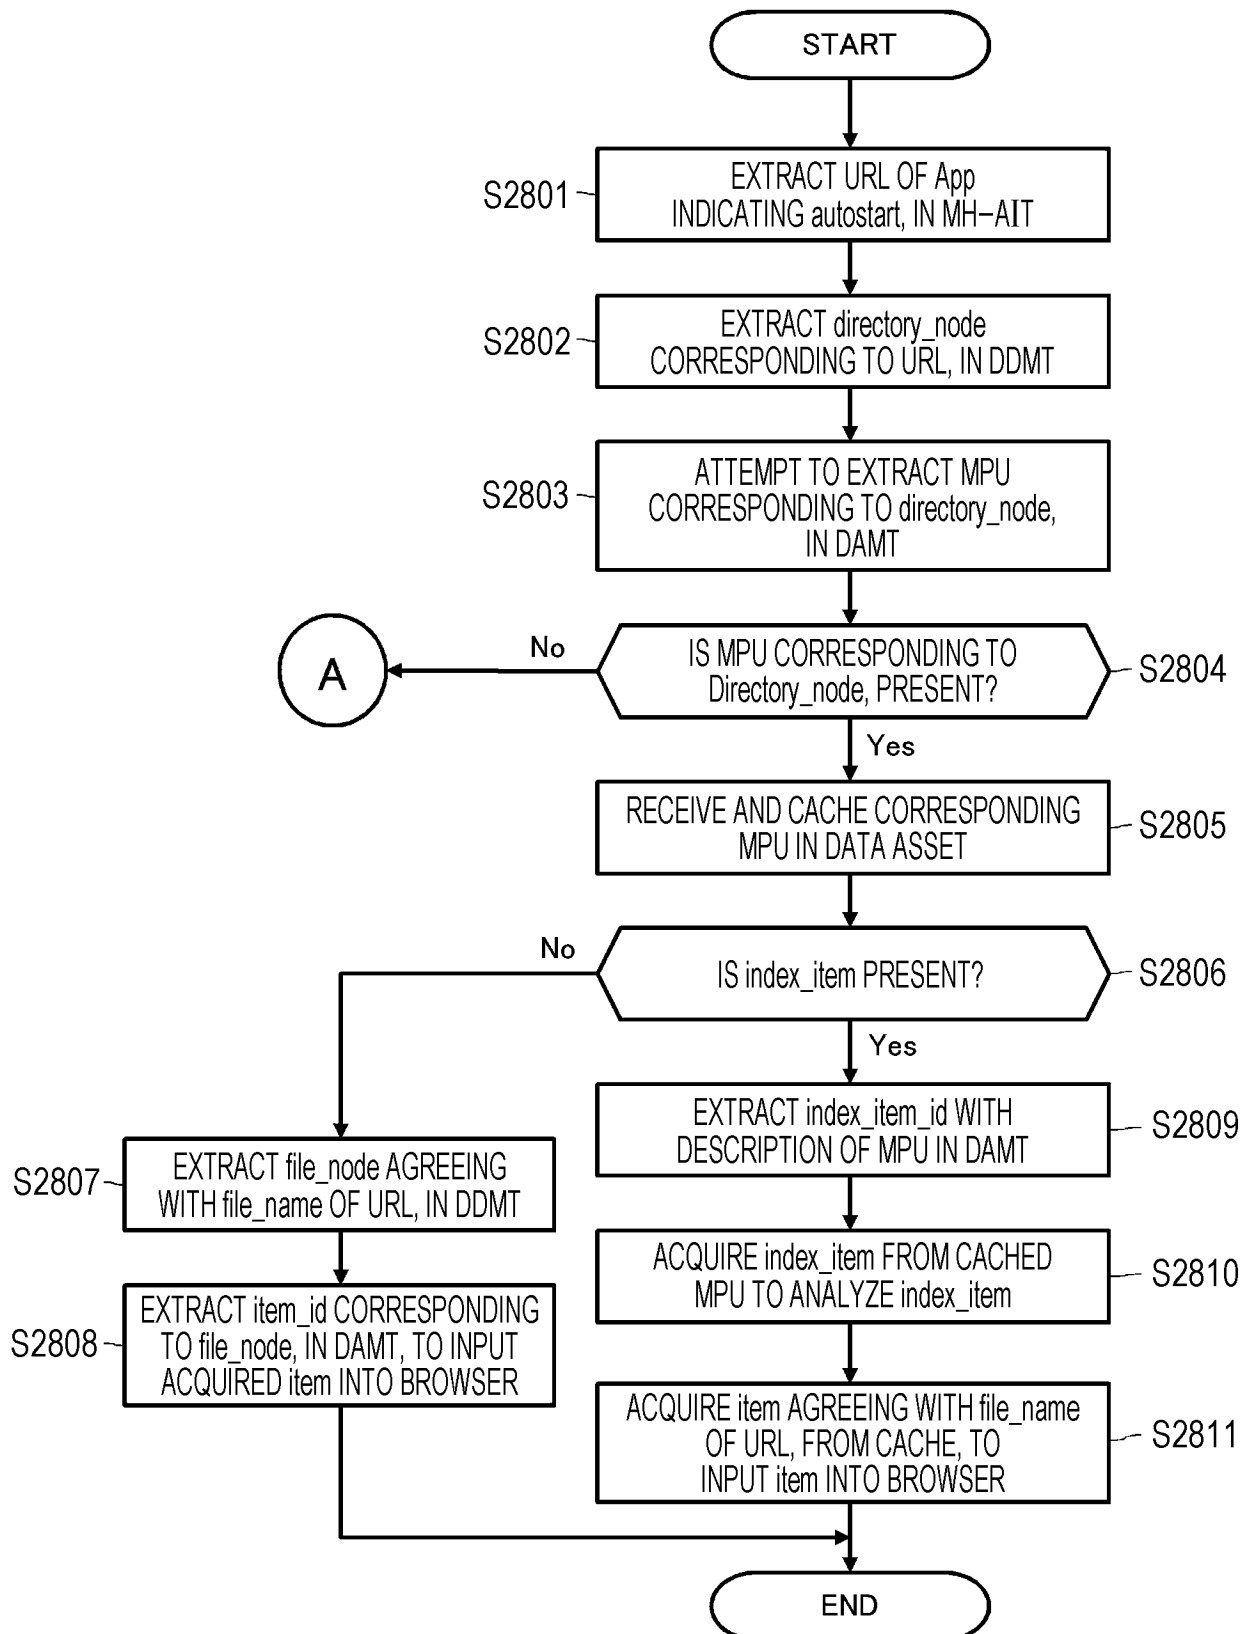 START
S2801
EXTRACT URL OF App
INDICATING autostart, IN MH-AIT
S2802
EXTRACT directory_node
CORRESPONDING TO URL, IN DDMT
S2803
ATTEMPT TO EXTRACT MPU
CORRESPONDING TO directory_node,
IN DAMT
A
No
IS MPU CORRESPONDING TO
Directory_node, PRESENT?
S2804
Yes
RECEIVE AND CACHE CORRESPONDING
MPU IN DATA ASSET
S2805
No
IS index_item PRESENT?
S2806
Yes
EXTRACT index_item_id WITH
DESCRIPTION OF MPU IN DAMT
S2809
S2807
EXTRACT file_node AGREEING
WITH file_name OF URL, IN DDMT
ACQUIRE index_item FROM CACHED
MPU TO ANALYZE index_item
S2810
S2808
EXTRACT item_id CORRESPONDING
TO file_node, IN DAMT, TO INPUT
ACQUIRED item INTO BROWSER
ACQUIRE item AGREEING WITH file_name
OF URL, FROM CACHE, TO
INPUT item INTO BROWSER
S2811
END